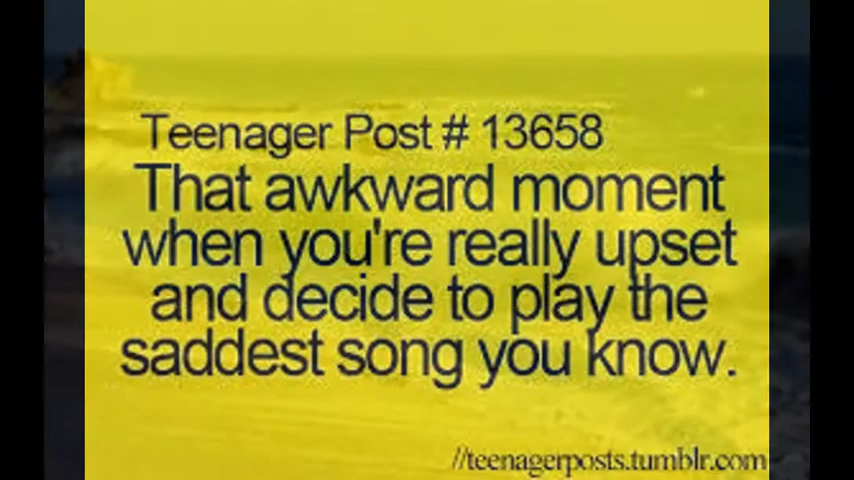 Teenager Post # 13658
That awkward moment
when you're really upset
and decide to play the
saddest song you know.
//teenagerposts.tumblr.com